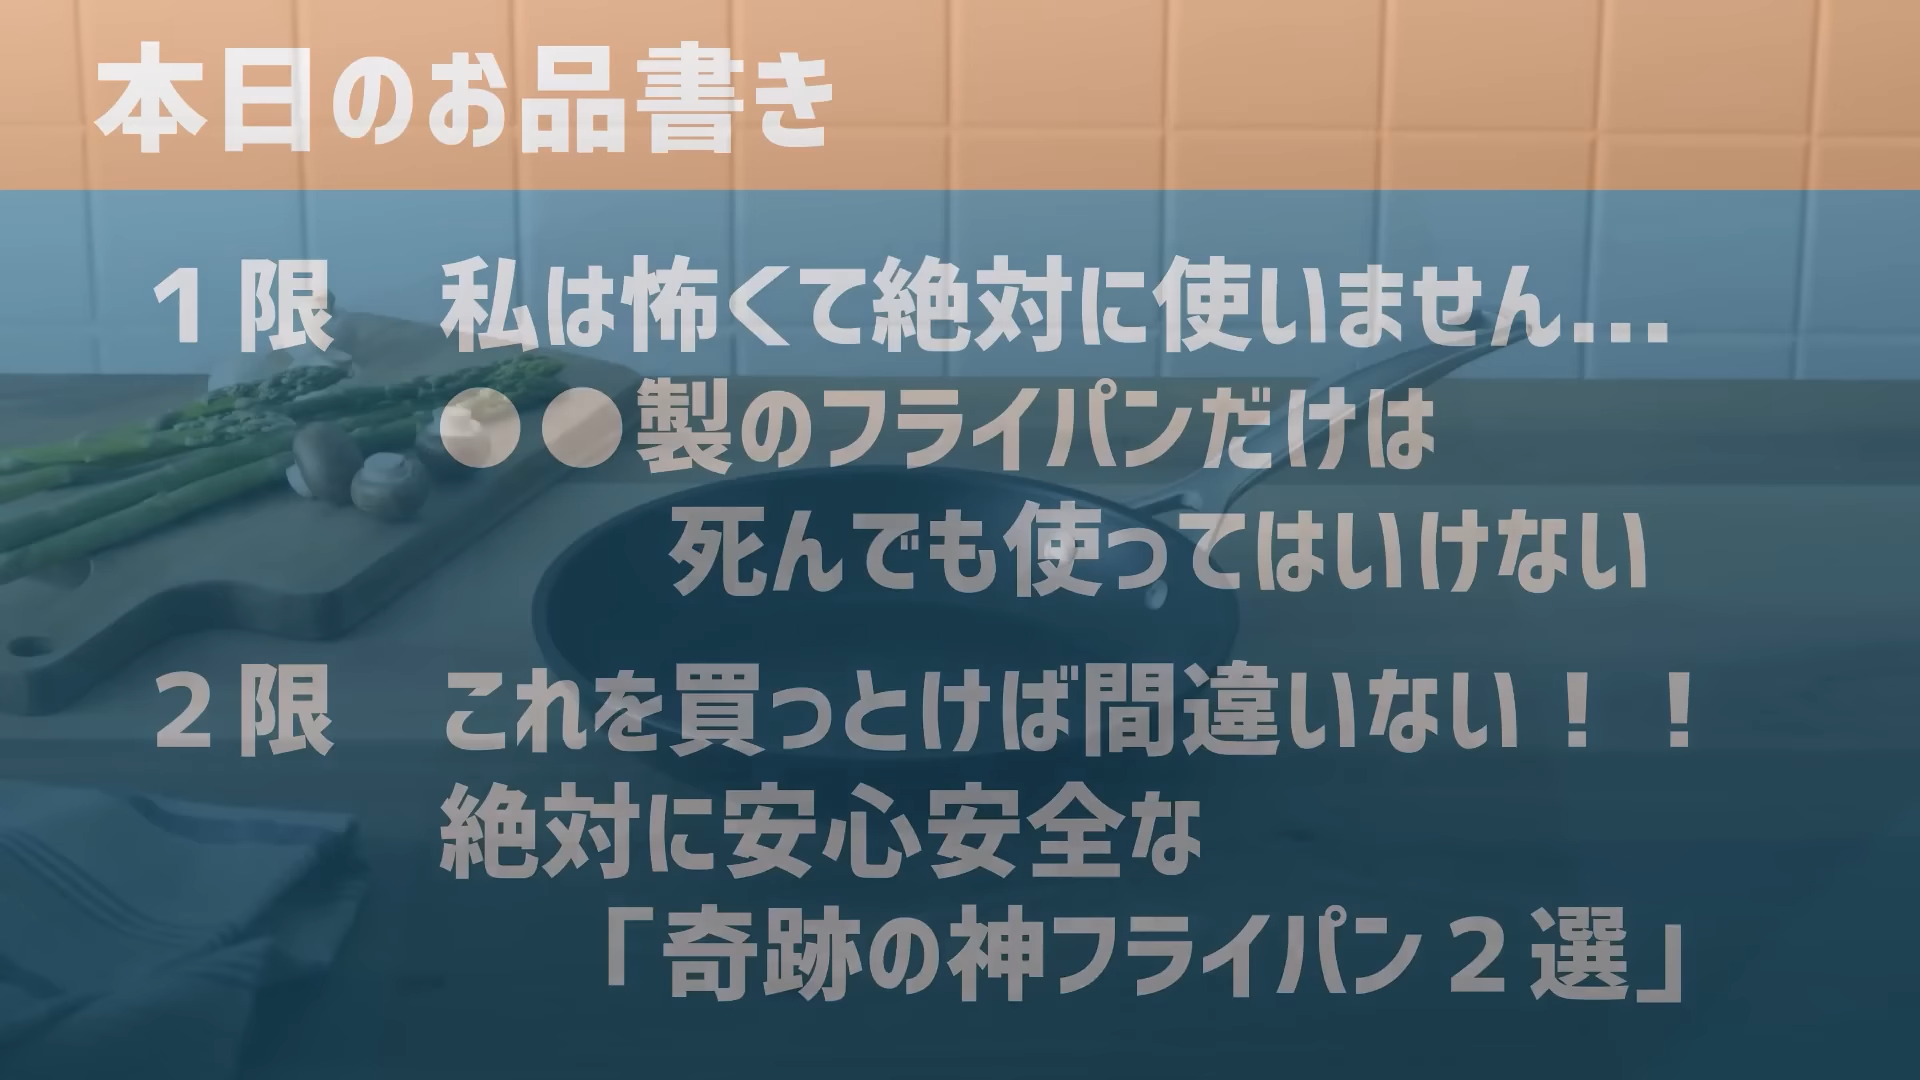 本日のお品書き
１限 私は怖くて絶対に使いません...
●●製のフライパンだけは
死んでも使ってはいけない
２限 これを買っとけば間違いない！！
絶対に安心安全な
「奇跡の神フライパン２選」